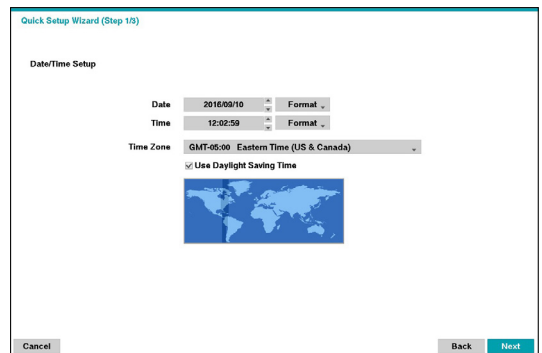 Quick Setup Wizard (Step 1/3)
Date/Time Setup
Date 2016/09/10 Format
Time 12:02:59 Format
Time Zone GMT-05:00 Eastern Time (US & Canada)
Use Daylight Saving Time
Cancel Back Next